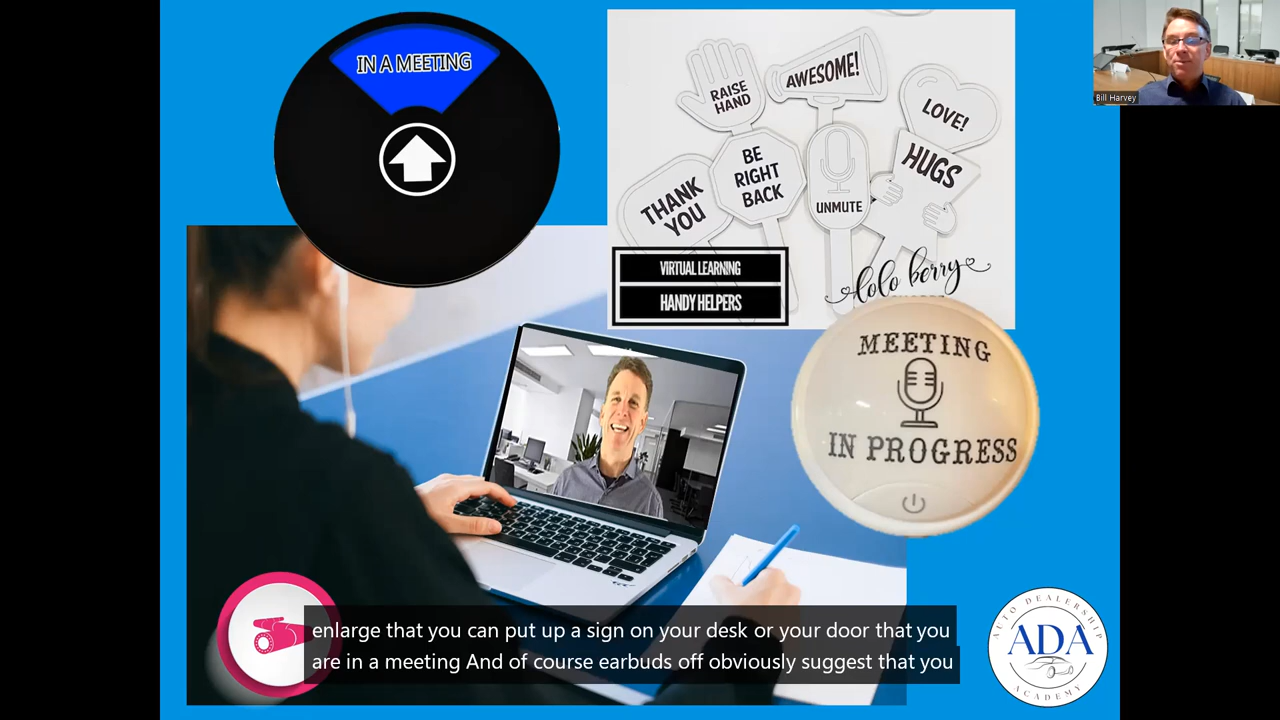 IN A MEETING
RAISE
HAND
AWESOME!
LOVE!
BE
RIGHT
BACK
HUGS
THANK
YOU
UNMUTE
VIRTUAL LEARNING
HANDY HELPERS
lolo berry
Bill Harvey
MEETING
IN PROGRESS
enlarge that you can put up a sign on your desk or your door that you
are in a meeting And of course earbuds off obviously suggest that you
AUTO DEALERSHIP
ADA
ACADEMY